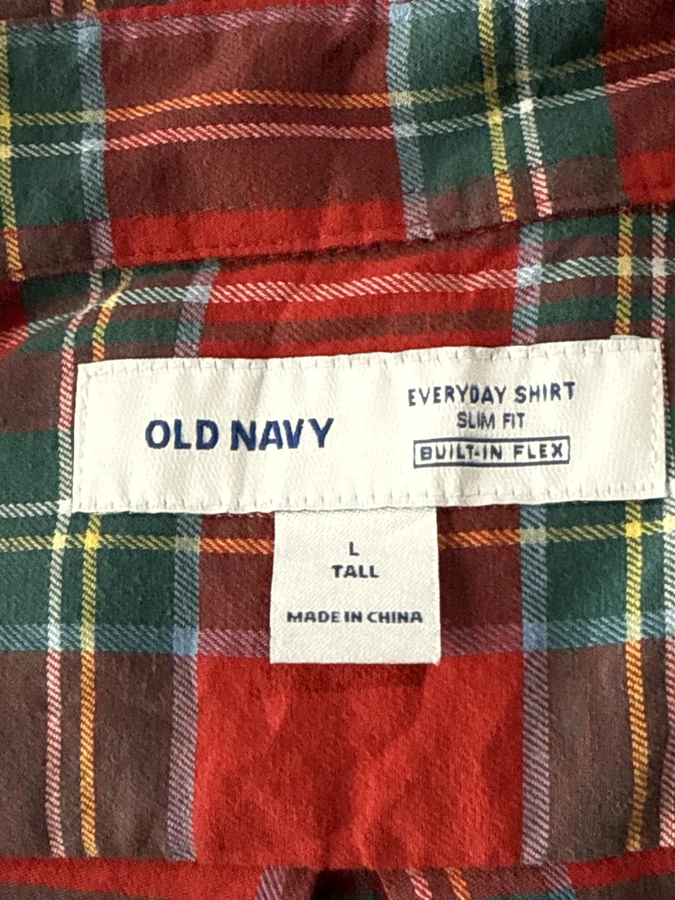 OLD NAVY
EVERYDAY SHIRT
SLIM FIT
BUILT-IN FLEX
L
TALL
MADE IN CHINA